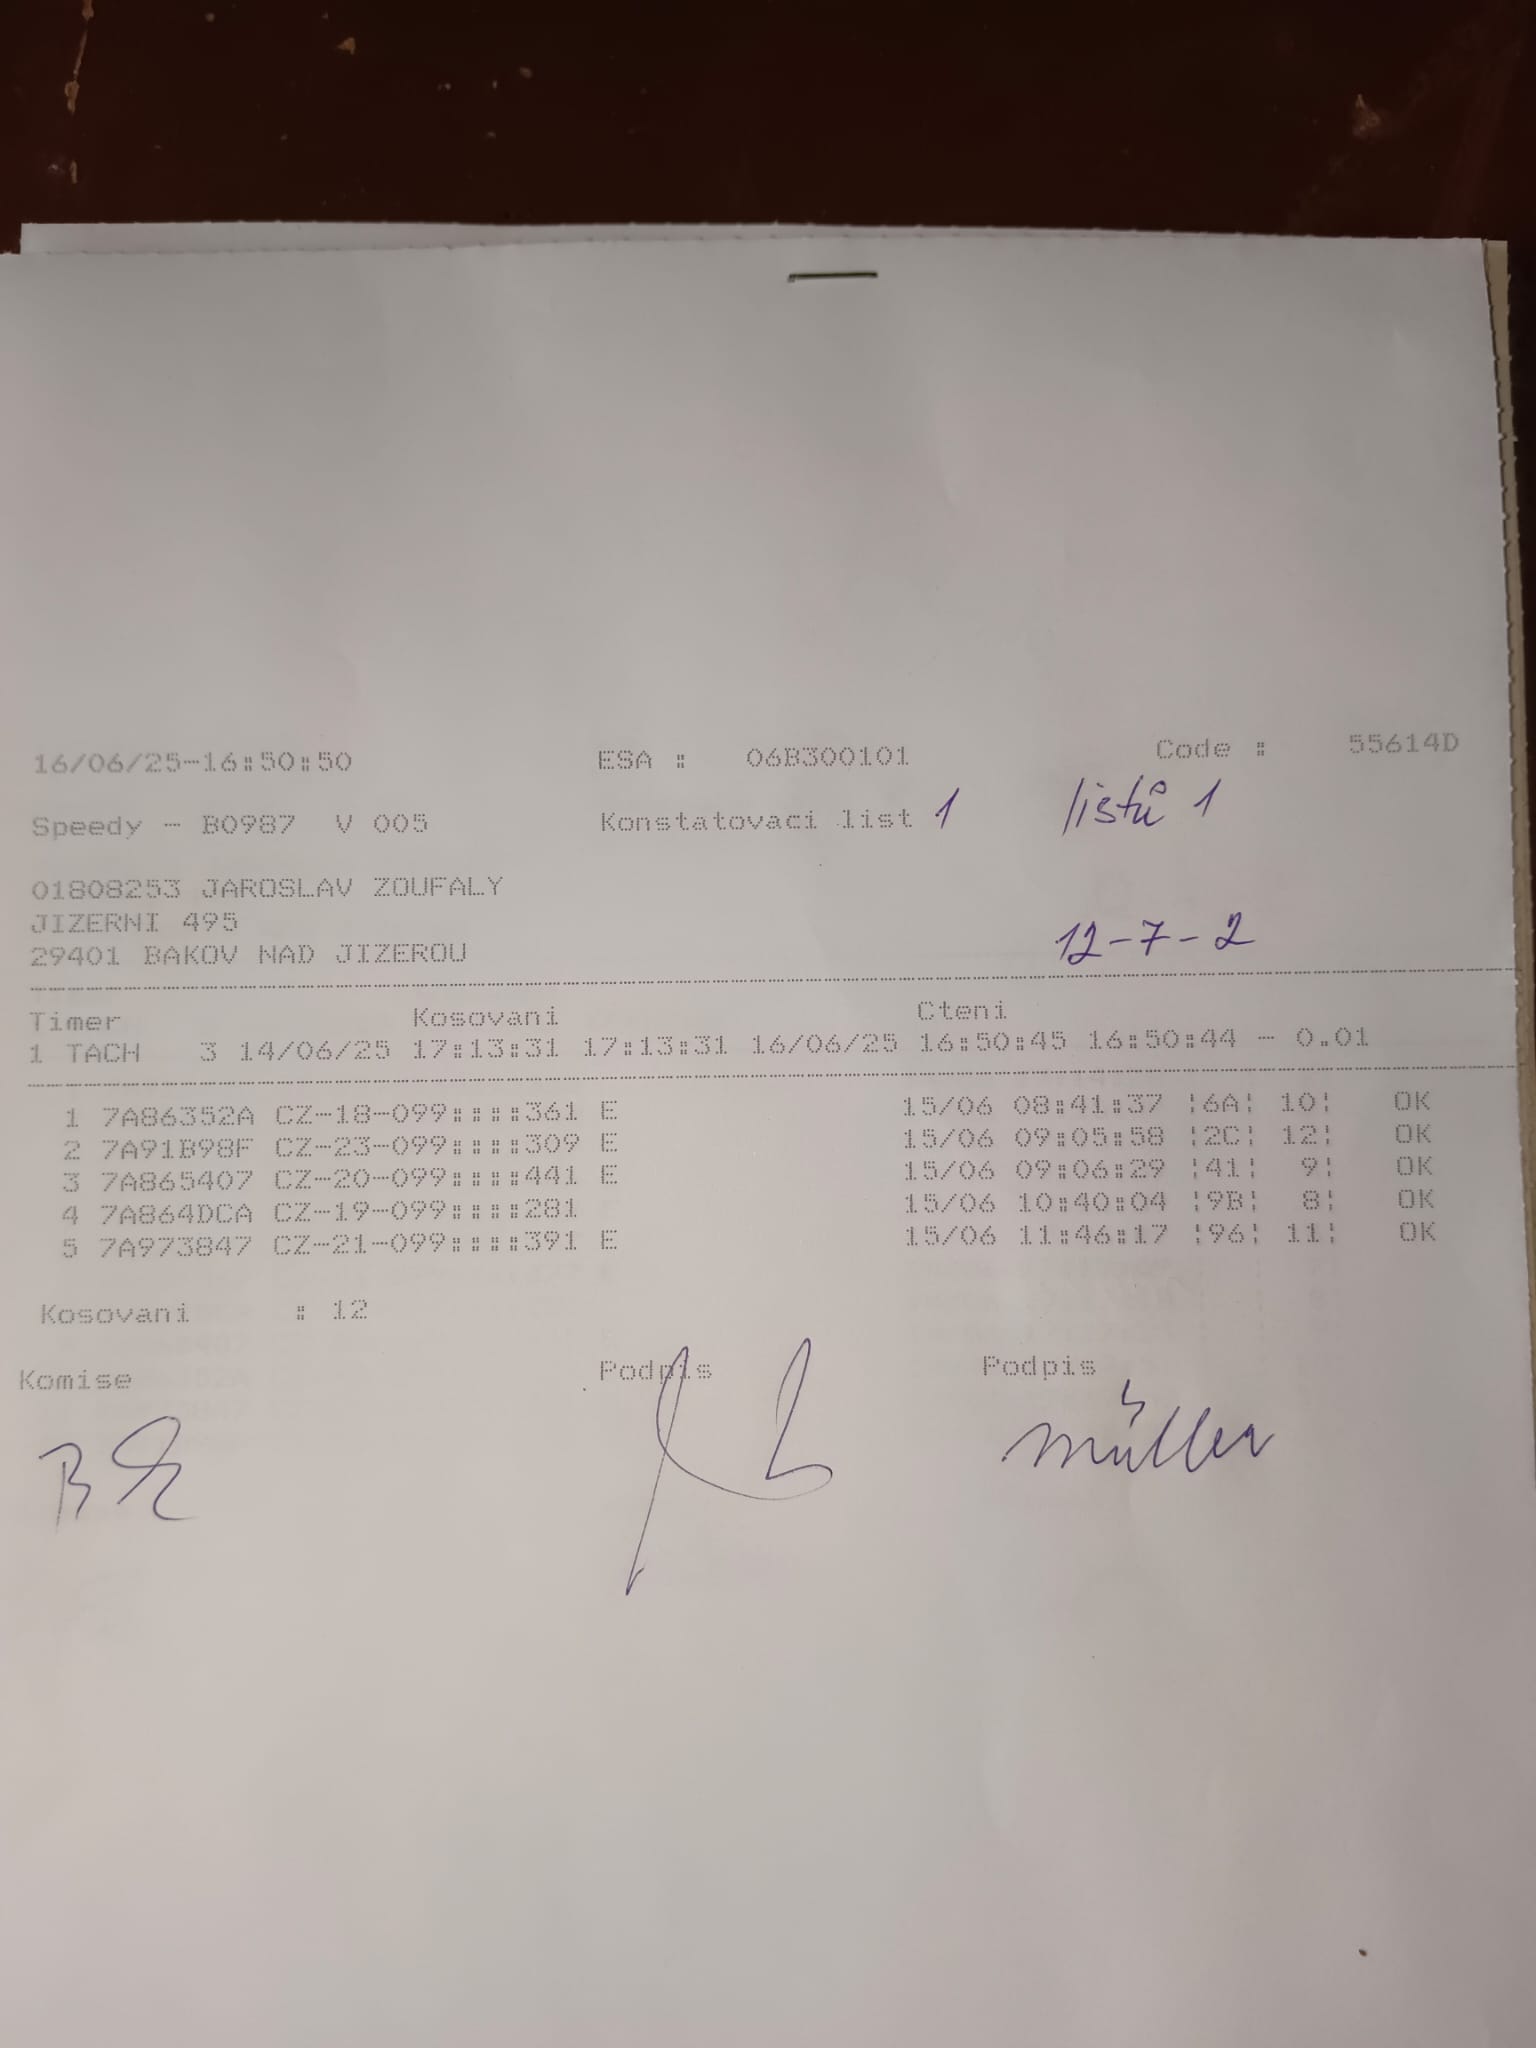 16/06/25-16:50:50 ESA : 06B300101 Code : 55614D
Speedy - B0987 V 005 Konstatovaci list 1 listů 1
01808253 JAROSLAV ZOUFALY
JIZERNI 495
29401 BAKOV NAD JIZEROU 12-7-2
Timer Kosovani Cteni
1 TACH 3 14/06/25 17:13:31 17:13:31 16/06/25 16:50:45 16:50:44 - 0.01
1 7A86352A CZ-18-099::::361 E 15/06 08:41:37 ¦6A¦ 10¦ OK
2 7A91B98F CZ-23-099::::309 E 15/06 09:05:58 ¦2C¦ 12¦ OK
3 7A865407 CZ-20-099::::441 E 15/06 09:06:29 ¦41¦ 9¦ OK
4 7A864DCA CZ-19-099::::281 15/06 10:40:04 ¦9B¦ 8¦ OK
5 7A973847 CZ-21-099::::391 E 15/06 11:46:17 ¦96¦ 11¦ OK
Kosovani : 12
Komise Podpis Podpis
Müller